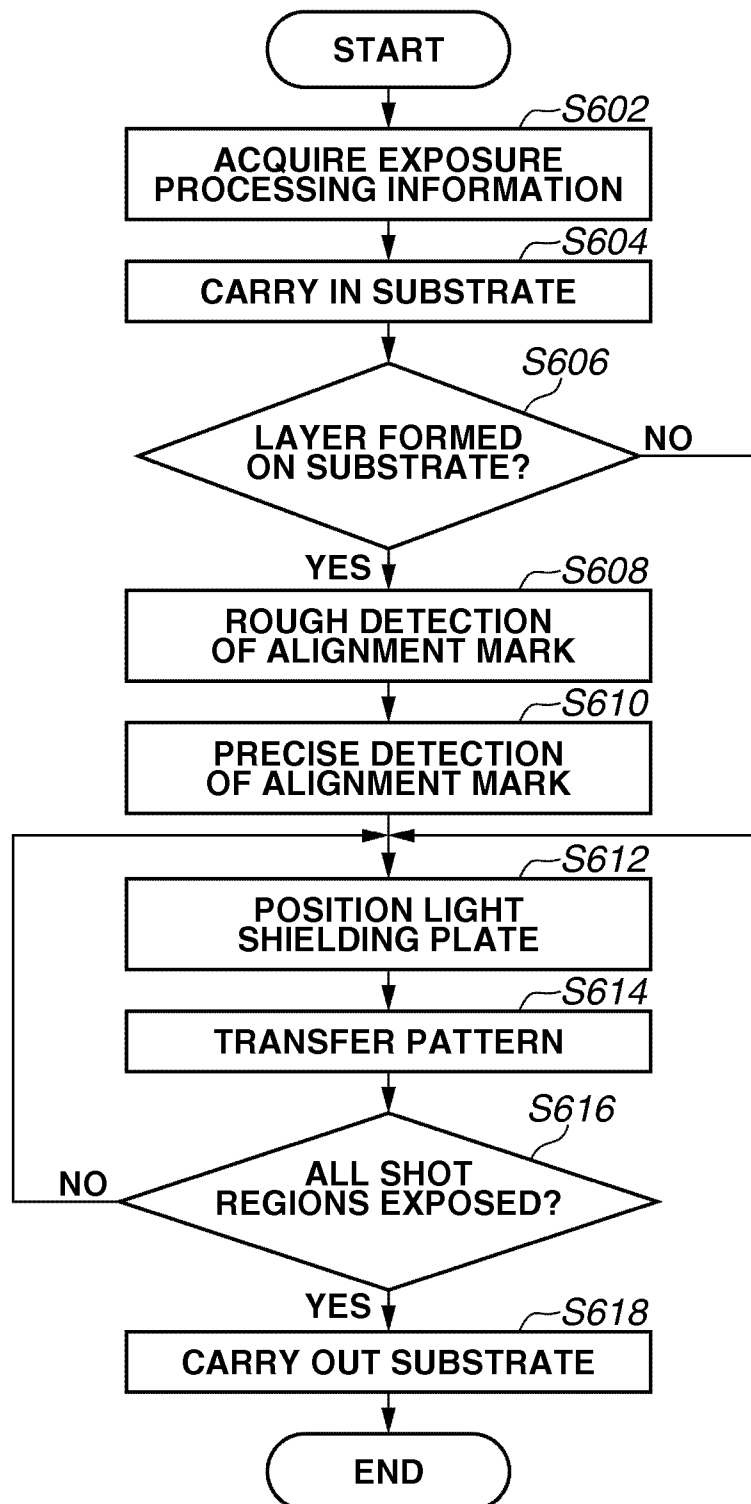 START
S602
ACQUIRE EXPOSURE
PROCESSING INFORMATION
S604
CARRY IN SUBSTRATE
S606
LAYER FORMED
ON SUBSTRATE?
NO
YES
S608
ROUGH DETECTION
OF ALIGNMENT MARK
S610
PRECISE DETECTION
OF ALIGNMENT MARK
S612
POSITION LIGHT
SHIELDING PLATE
S614
TRANSFER PATTERN
S616
ALL SHOT
REGIONS EXPOSED?
NO
YES
S618
CARRY OUT SUBSTRATE
END